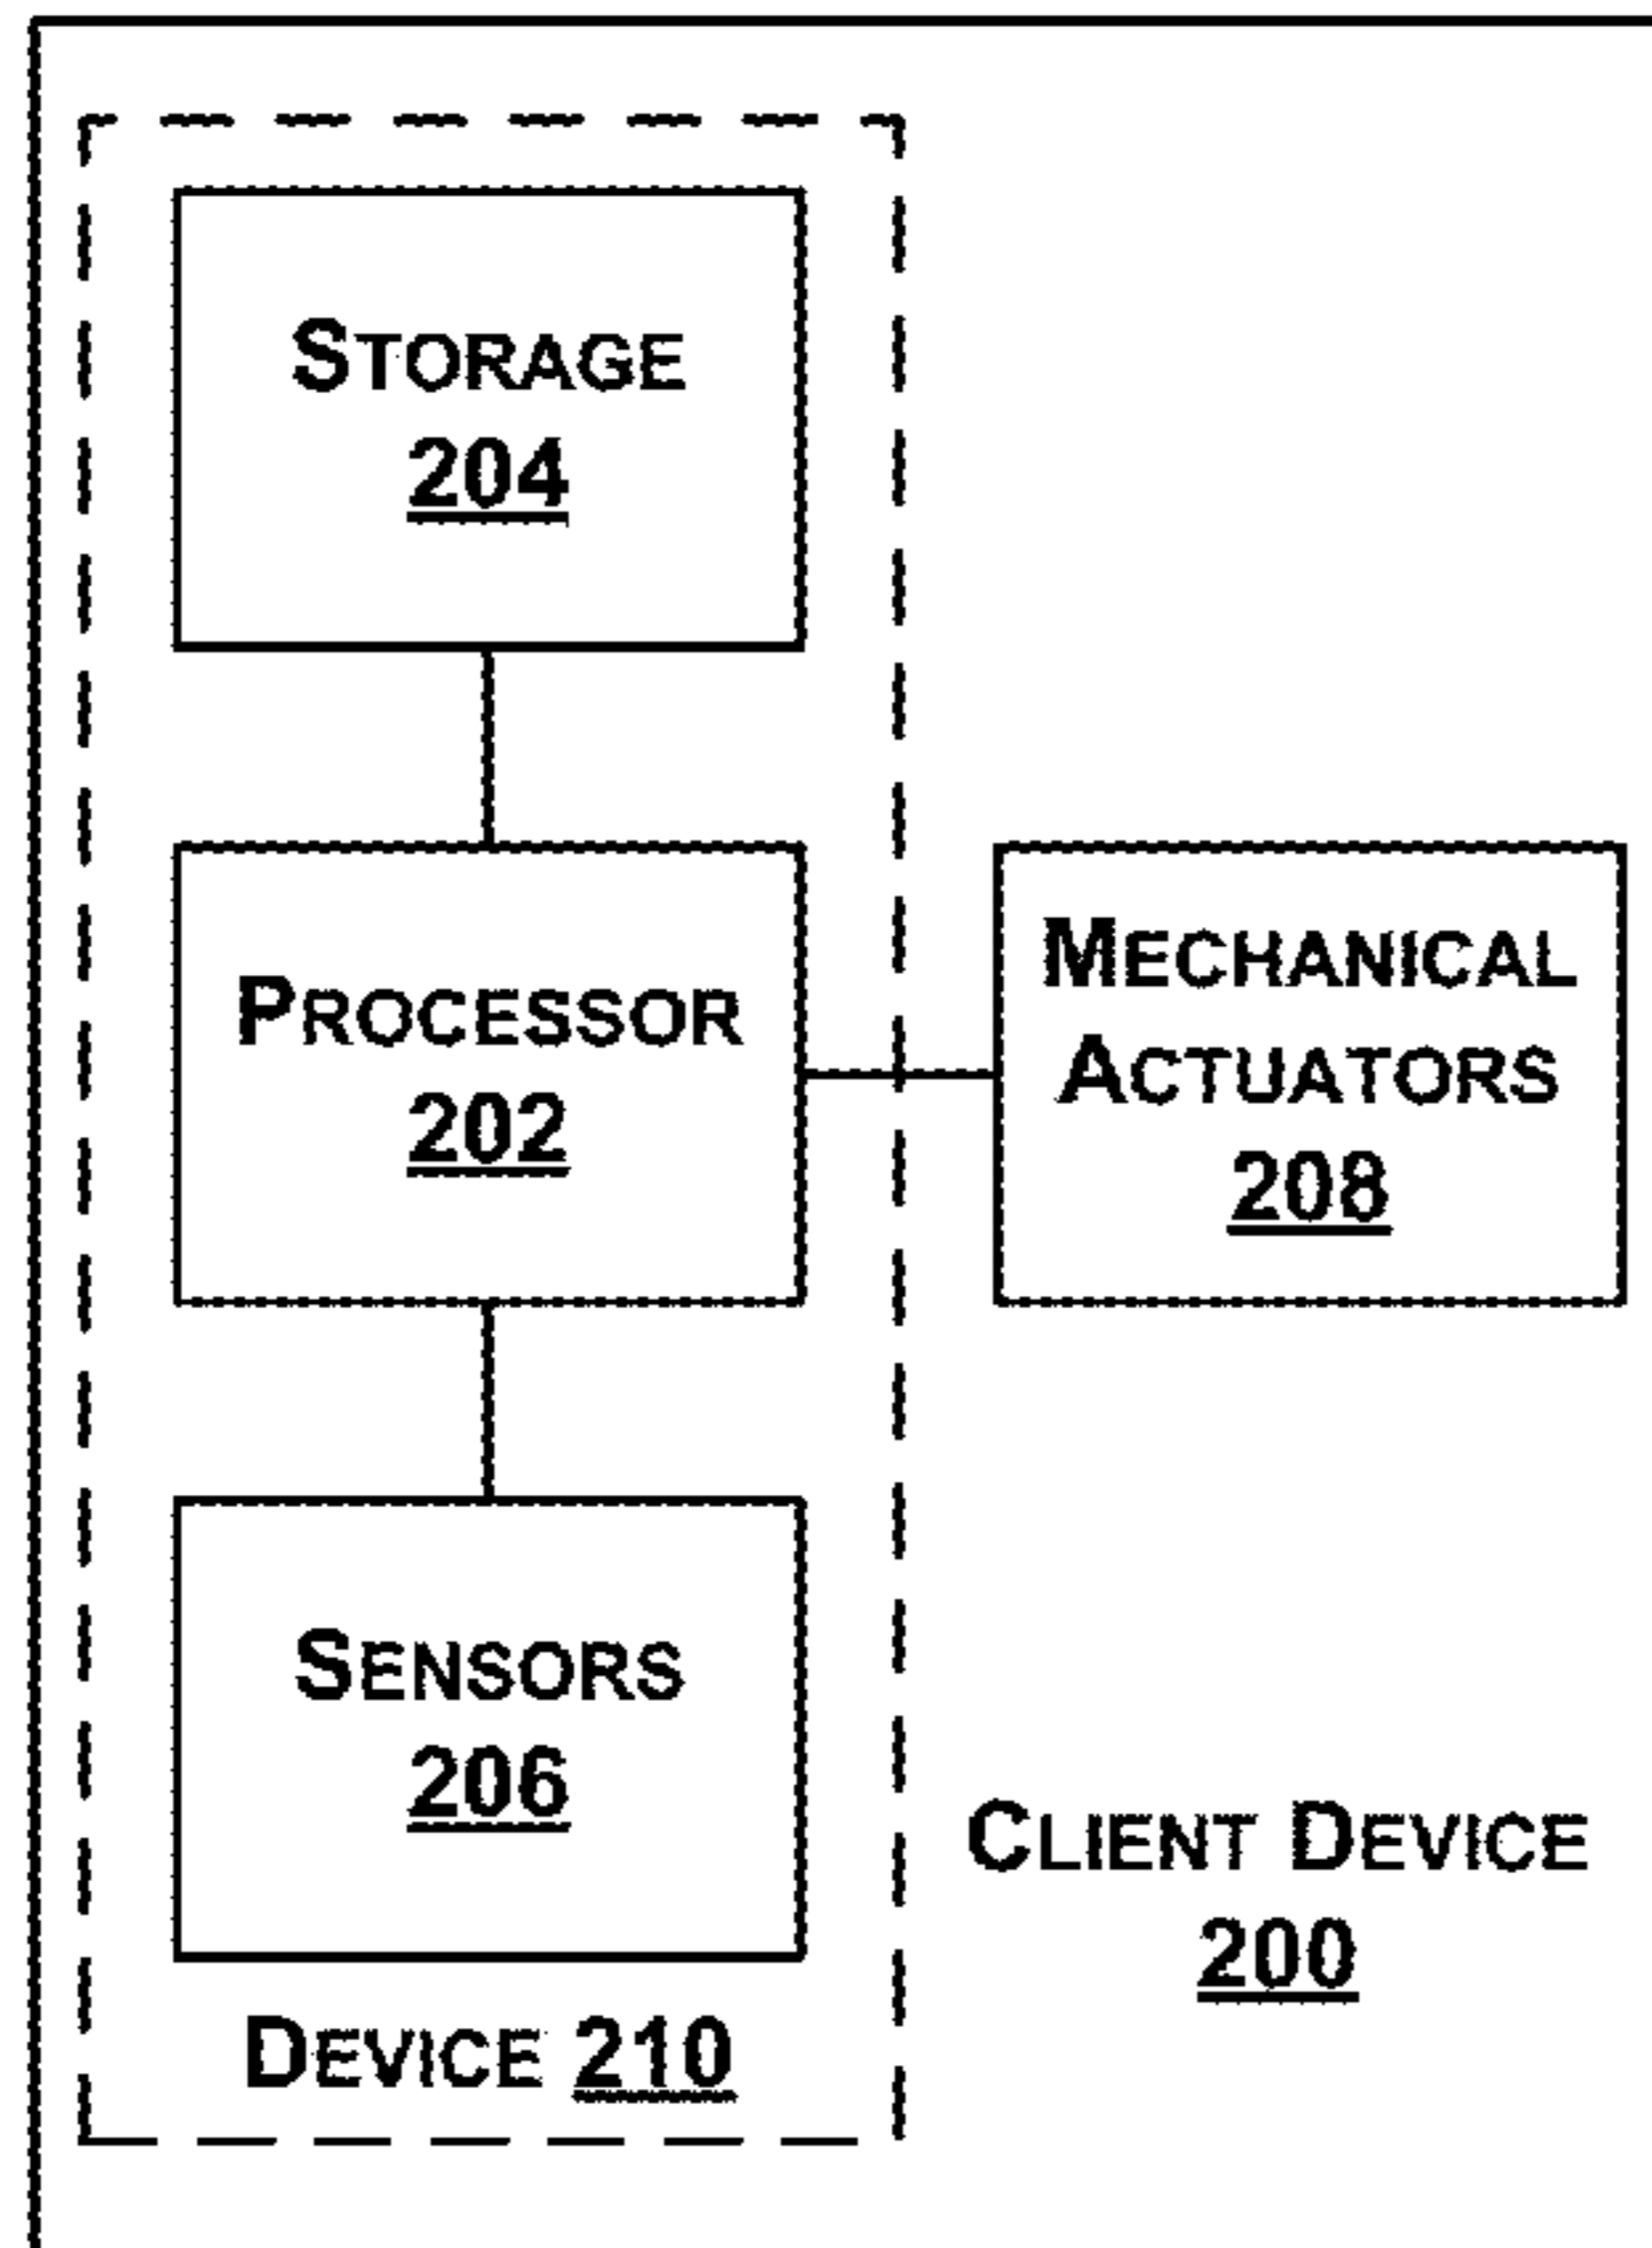 STORAGE
204
PROCESSOR
202
MECHANICAL
ACTUATORS
208
SENSORS
206
CLIENT DEVICE
200
DEVICE 210